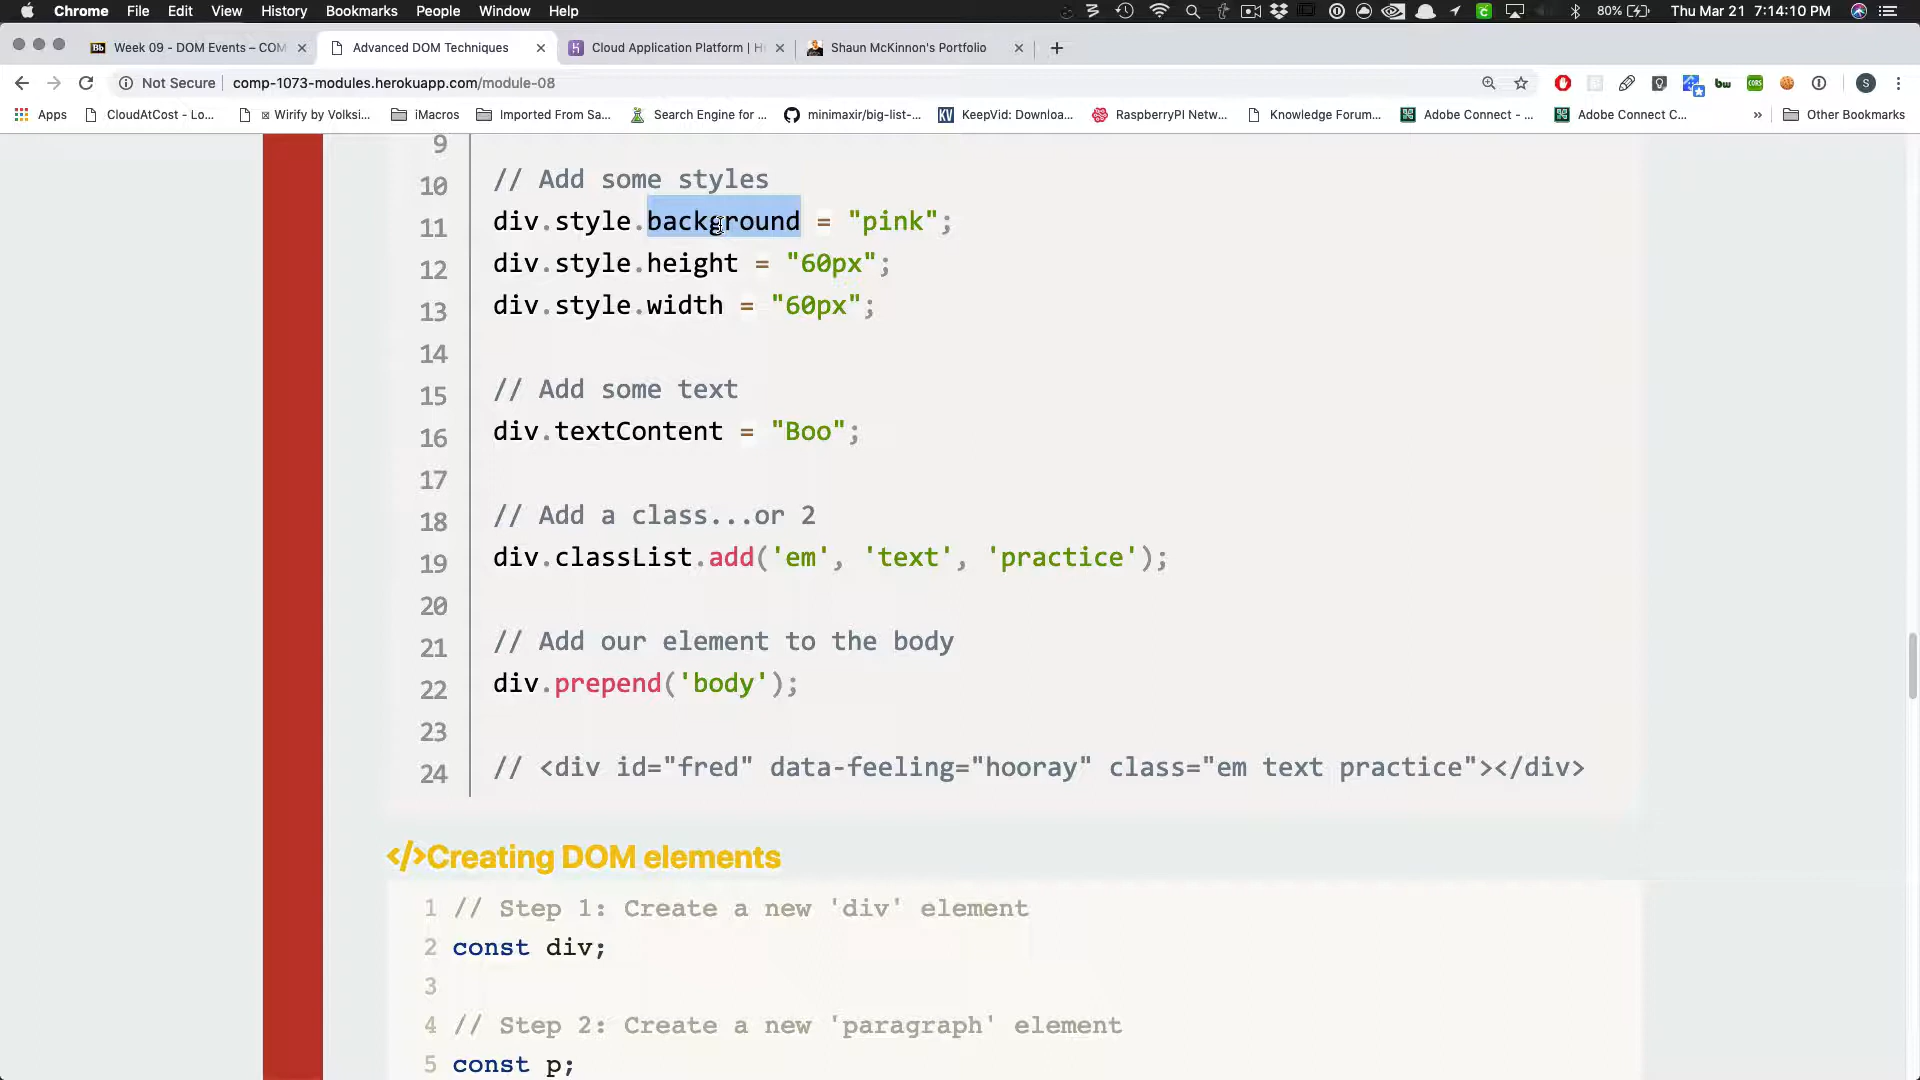 Chrome File Edit View History Bookmarks People Window Help 80% Thu Mar 21 7:14:10 PM
Week 09 - DOM Events – COM Advanced DOM Techniques Cloud Application Platform | H Shaun McKinnon's Portfolio
Not Secure comp-1073-modules.herokuapp.com/module-08
Apps CloudAtCost - Lo... Wirify by Volksi... iMacros Imported From Sa... Search Engine for ... minimaxir/big-list-... KeepVid: Downloa... RaspberryPI Netw... Knowledge Forum... Adobe Connect - ... Adobe Connect C... » Other Bookmarks
9
10 // Add some styles
11 div.style.background = "pink";
12 div.style.height = "60px";
13 div.style.width = "60px";
14
15 // Add some text
16 div.textContent = "Boo";
17
18 // Add a class...or 2
19 div.classList.add('em', 'text', 'practice');
20
21 // Add our element to the body
22 div.prepend('body');
23
24 // <div id="fred" data-feeling="hooray" class="em text practice"></div>
</>Creating DOM elements
1 // Step 1: Create a new 'div' element
2 const div;
3
4 // Step 2: Create a new 'paragraph' element
5 const p;